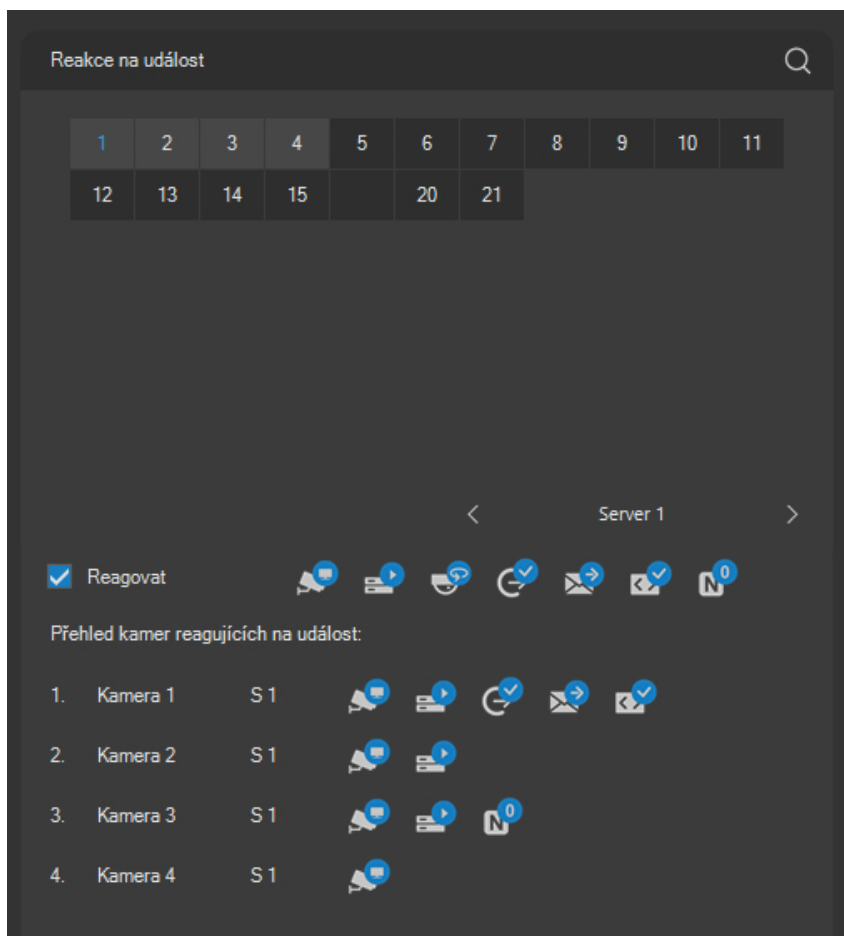 Reakce na událost
1 2 3 4 5 6 7 8 9 10 11
12 13 14 15 20 21
Server 1
Reagovat N 0
Přehled kamer reagujících na událost:
1. Kamera 1 S 1
2. Kamera 2 S 1
3. Kamera 3 S 1 N 0
4. Kamera 4 S 1